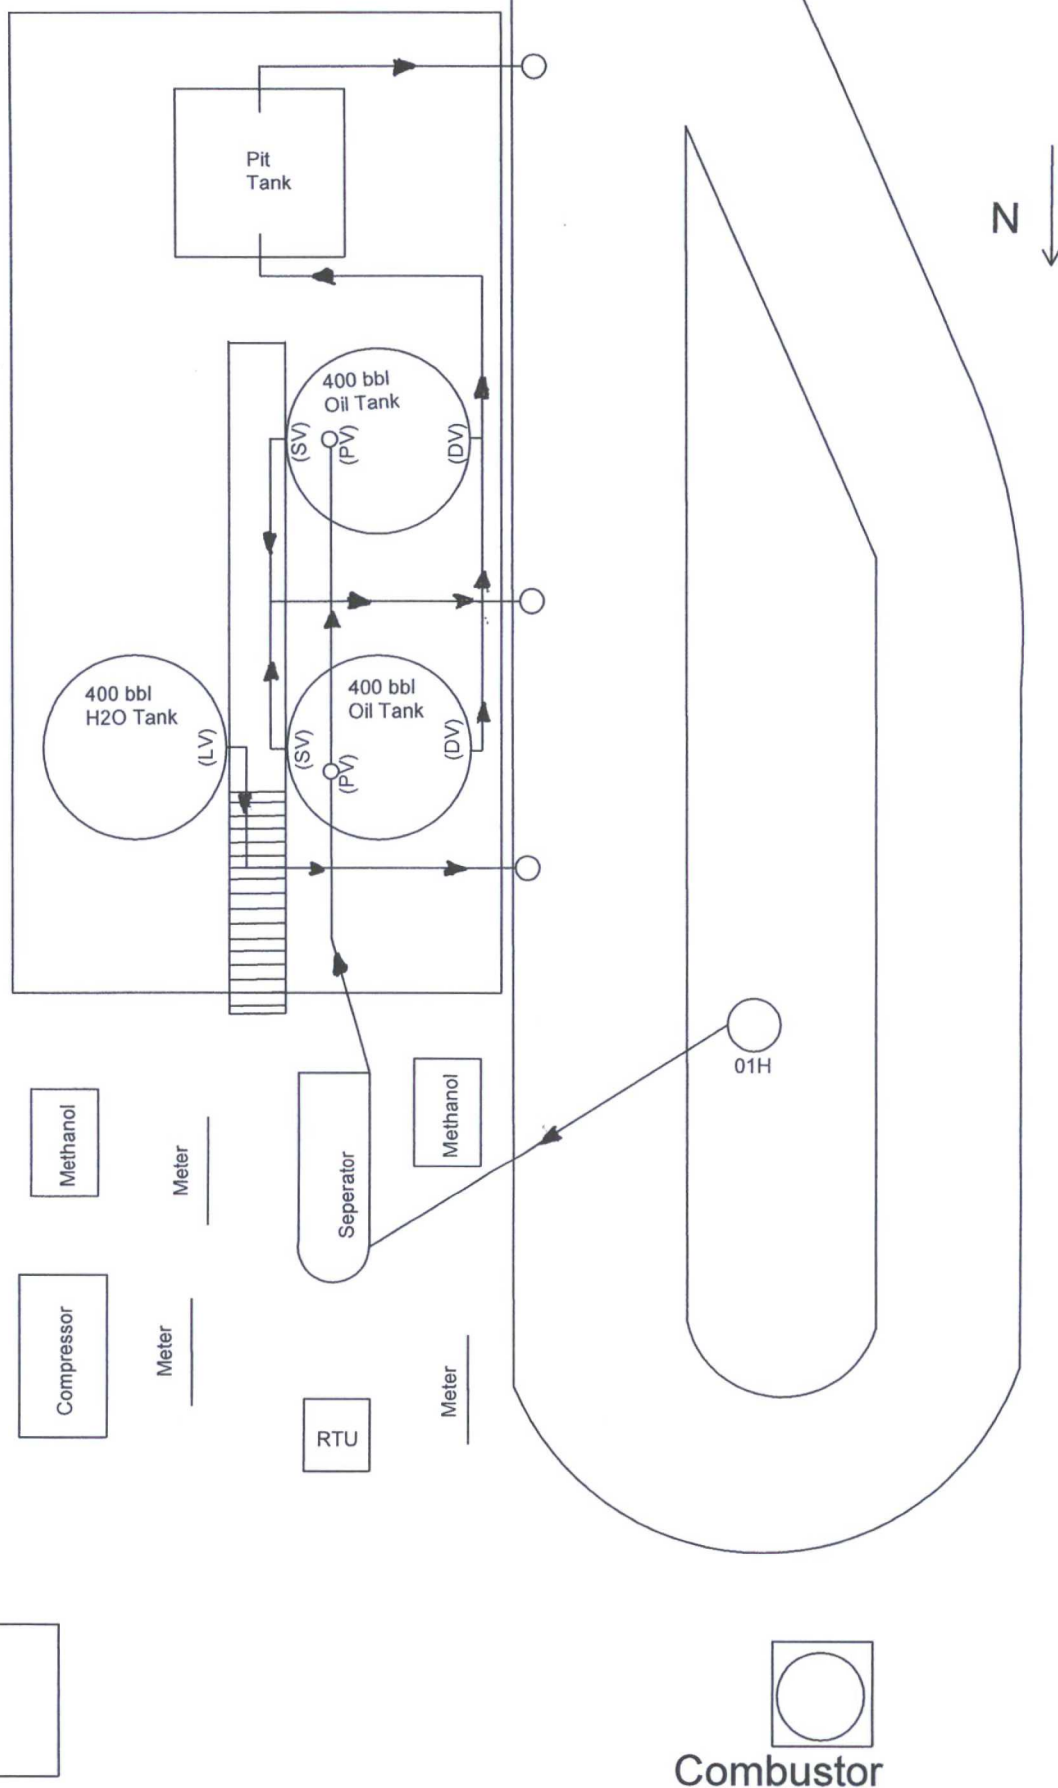 Pit
Tank
N
400 bbl
Oil Tank
(SV)
(PV)
(DV)
400 bbl
H2O Tank
(LV)
400 bbl
Oil Tank
(SV)
(PV)
(DV)
01H
Methanol
Meter
Seperator
Methanol
Compressor
Meter
RTU
Meter
Combustor